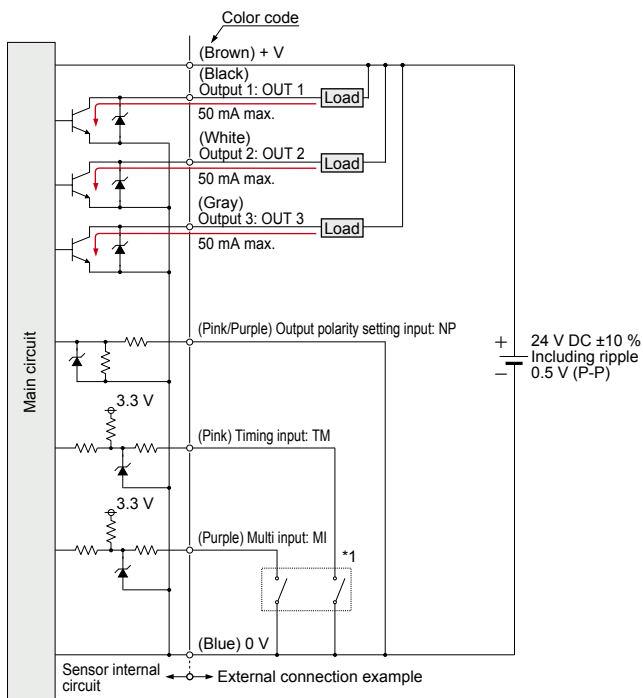 Color code
(Brown) + V
(Black)
Output 1: OUT 1
Load
50 mA max.
(White)
Output 2: OUT 2
Load
50 mA max.
(Gray)
Output 3: OUT 3
Load
50 mA max.
Main circuit
(Pink/Purple) Output polarity setting input: NP
+
−
24 V DC ±10 %
Including ripple
0.5 V (P-P)
3.3 V
(Pink) Timing input: TM
3.3 V
(Purple) Multi input: MI
*1
(Blue) 0 V
Sensor internal
circuit
External connection example